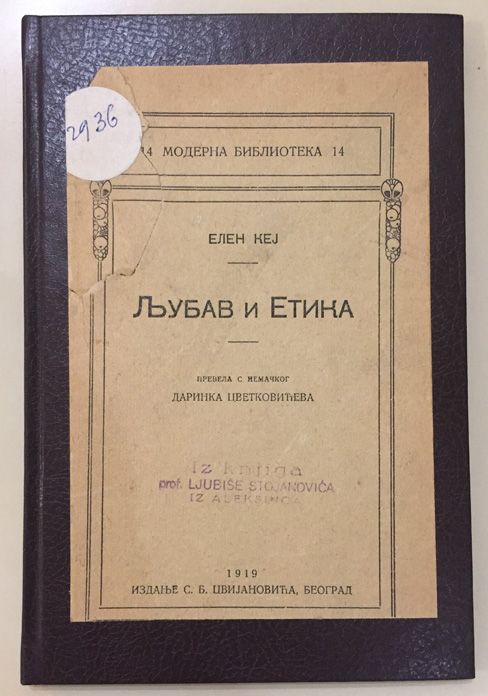 2936
14 МОДЕРНА БИБЛИОТЕКА 14
ЕЛЕН КЕЈ
ЉУБАВ И ЕТИКА
ПРЕВЕЛА С НЕМАЧКОГ
ДАРИНКА ЦВЕТКОВИЋЕВА
Iz knjiga
prof. LJUBIŠE STOJANOVIĆA
IZ ALEKSINCA
1919
ИЗДАЊЕ С. Б. ЦВИЈАНОВИЋА, БЕОГРАД